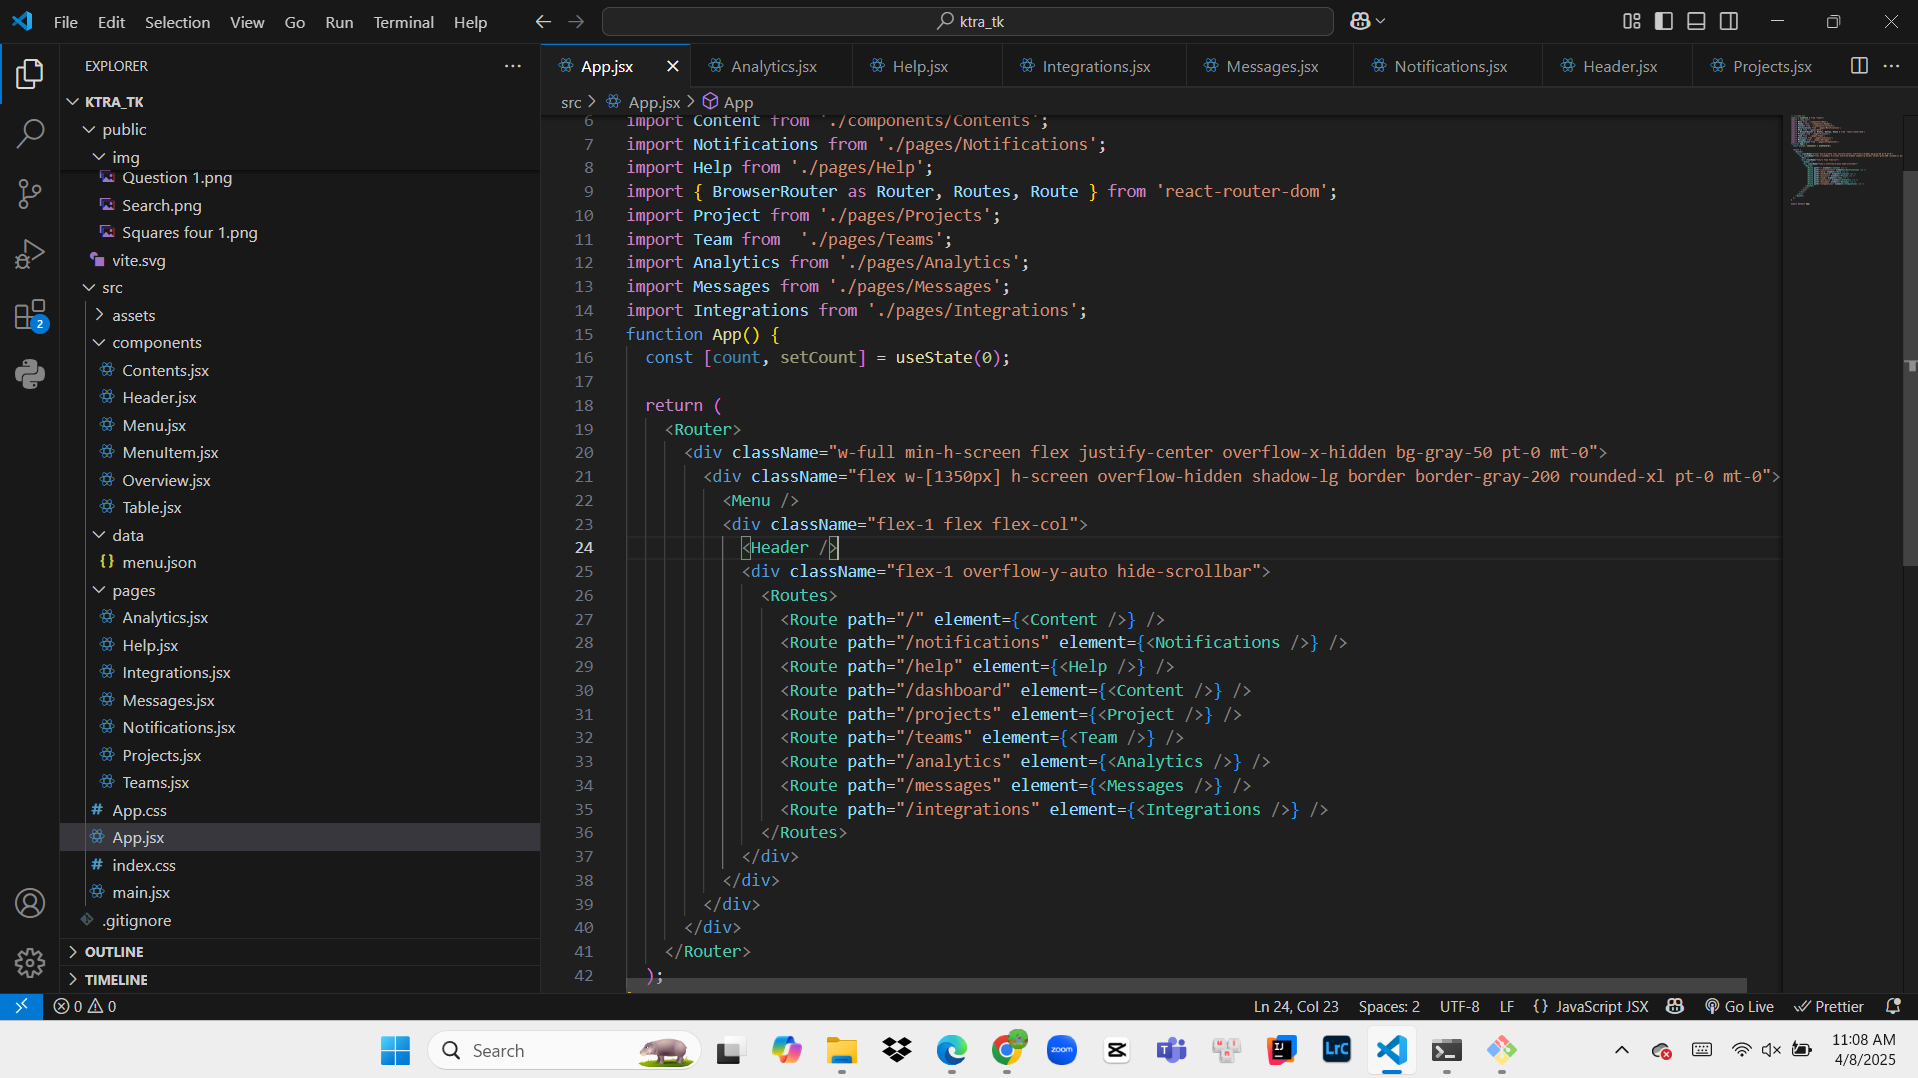 File Edit Selection View Go Run Terminal Help
ktra_tk
EXPLORER
KTRA_TK
public
img
Question 1.png
Search.png
Squares four 1.png
vite.svg
src
assets
components
Contents.jsx
Header.jsx
Menu.jsx
MenuItem.jsx
Overview.jsx
Table.jsx
data
menu.json
pages
Analytics.jsx
Help.jsx
Integrations.jsx
Messages.jsx
Notifications.jsx
Projects.jsx
Teams.jsx
App.css
App.jsx
index.css
main.jsx
.gitignore
OUTLINE
TIMELINE
2
App.jsx Analytics.jsx Help.jsx Integrations.jsx Messages.jsx Notifications.jsx Header.jsx Projects.jsx
src > App.jsx > App
6 import Content from './components/Contents';
7 import Notifications from './pages/Notifications';
8 import Help from './pages/Help';
9 import { BrowserRouter as Router, Routes, Route } from 'react-router-dom';
10 import Project from './pages/Projects';
11 import Team from  './pages/Teams';
12 import Analytics from './pages/Analytics';
13 import Messages from './pages/Messages';
14 import Integrations from './pages/Integrations';
15 function App() {
16 const [count, setCount] = useState(0);
17
18 return (
19 <Router>
20 <div className="w-full min-h-screen flex justify-center overflow-x-hidden bg-gray-50 pt-0 mt-0">
21 <div className="flex w-[1350px] h-screen overflow-hidden shadow-lg border border-gray-200 rounded-xl pt-0 mt-0">
22 <Menu />
23 <div className="flex-1 flex flex-col">
24 <Header />
25 <div className="flex-1 overflow-y-auto hide-scrollbar">
26 <Routes>
27 <Route path="/" element={<Content />} />
28 <Route path="/notifications" element={<Notifications />} />
29 <Route path="/help" element={<Help />} />
30 <Route path="/dashboard" element={<Content />} />
31 <Route path="/projects" element={<Project />} />
32 <Route path="/teams" element={<Team />} />
33 <Route path="/analytics" element={<Analytics />} />
34 <Route path="/messages" element={<Messages />} />
35 <Route path="/integrations" element={<Integrations />} />
36 </Routes>
37 </div>
38 </div>
39 </div>
40 </div>
41 </Router>
42 );
0 0
Ln 24, Col 23 Spaces: 2 UTF-8 LF {} JavaScript JSX Go Live Prettier
Search
zoom
LrC
11:08 AM
4/8/2025